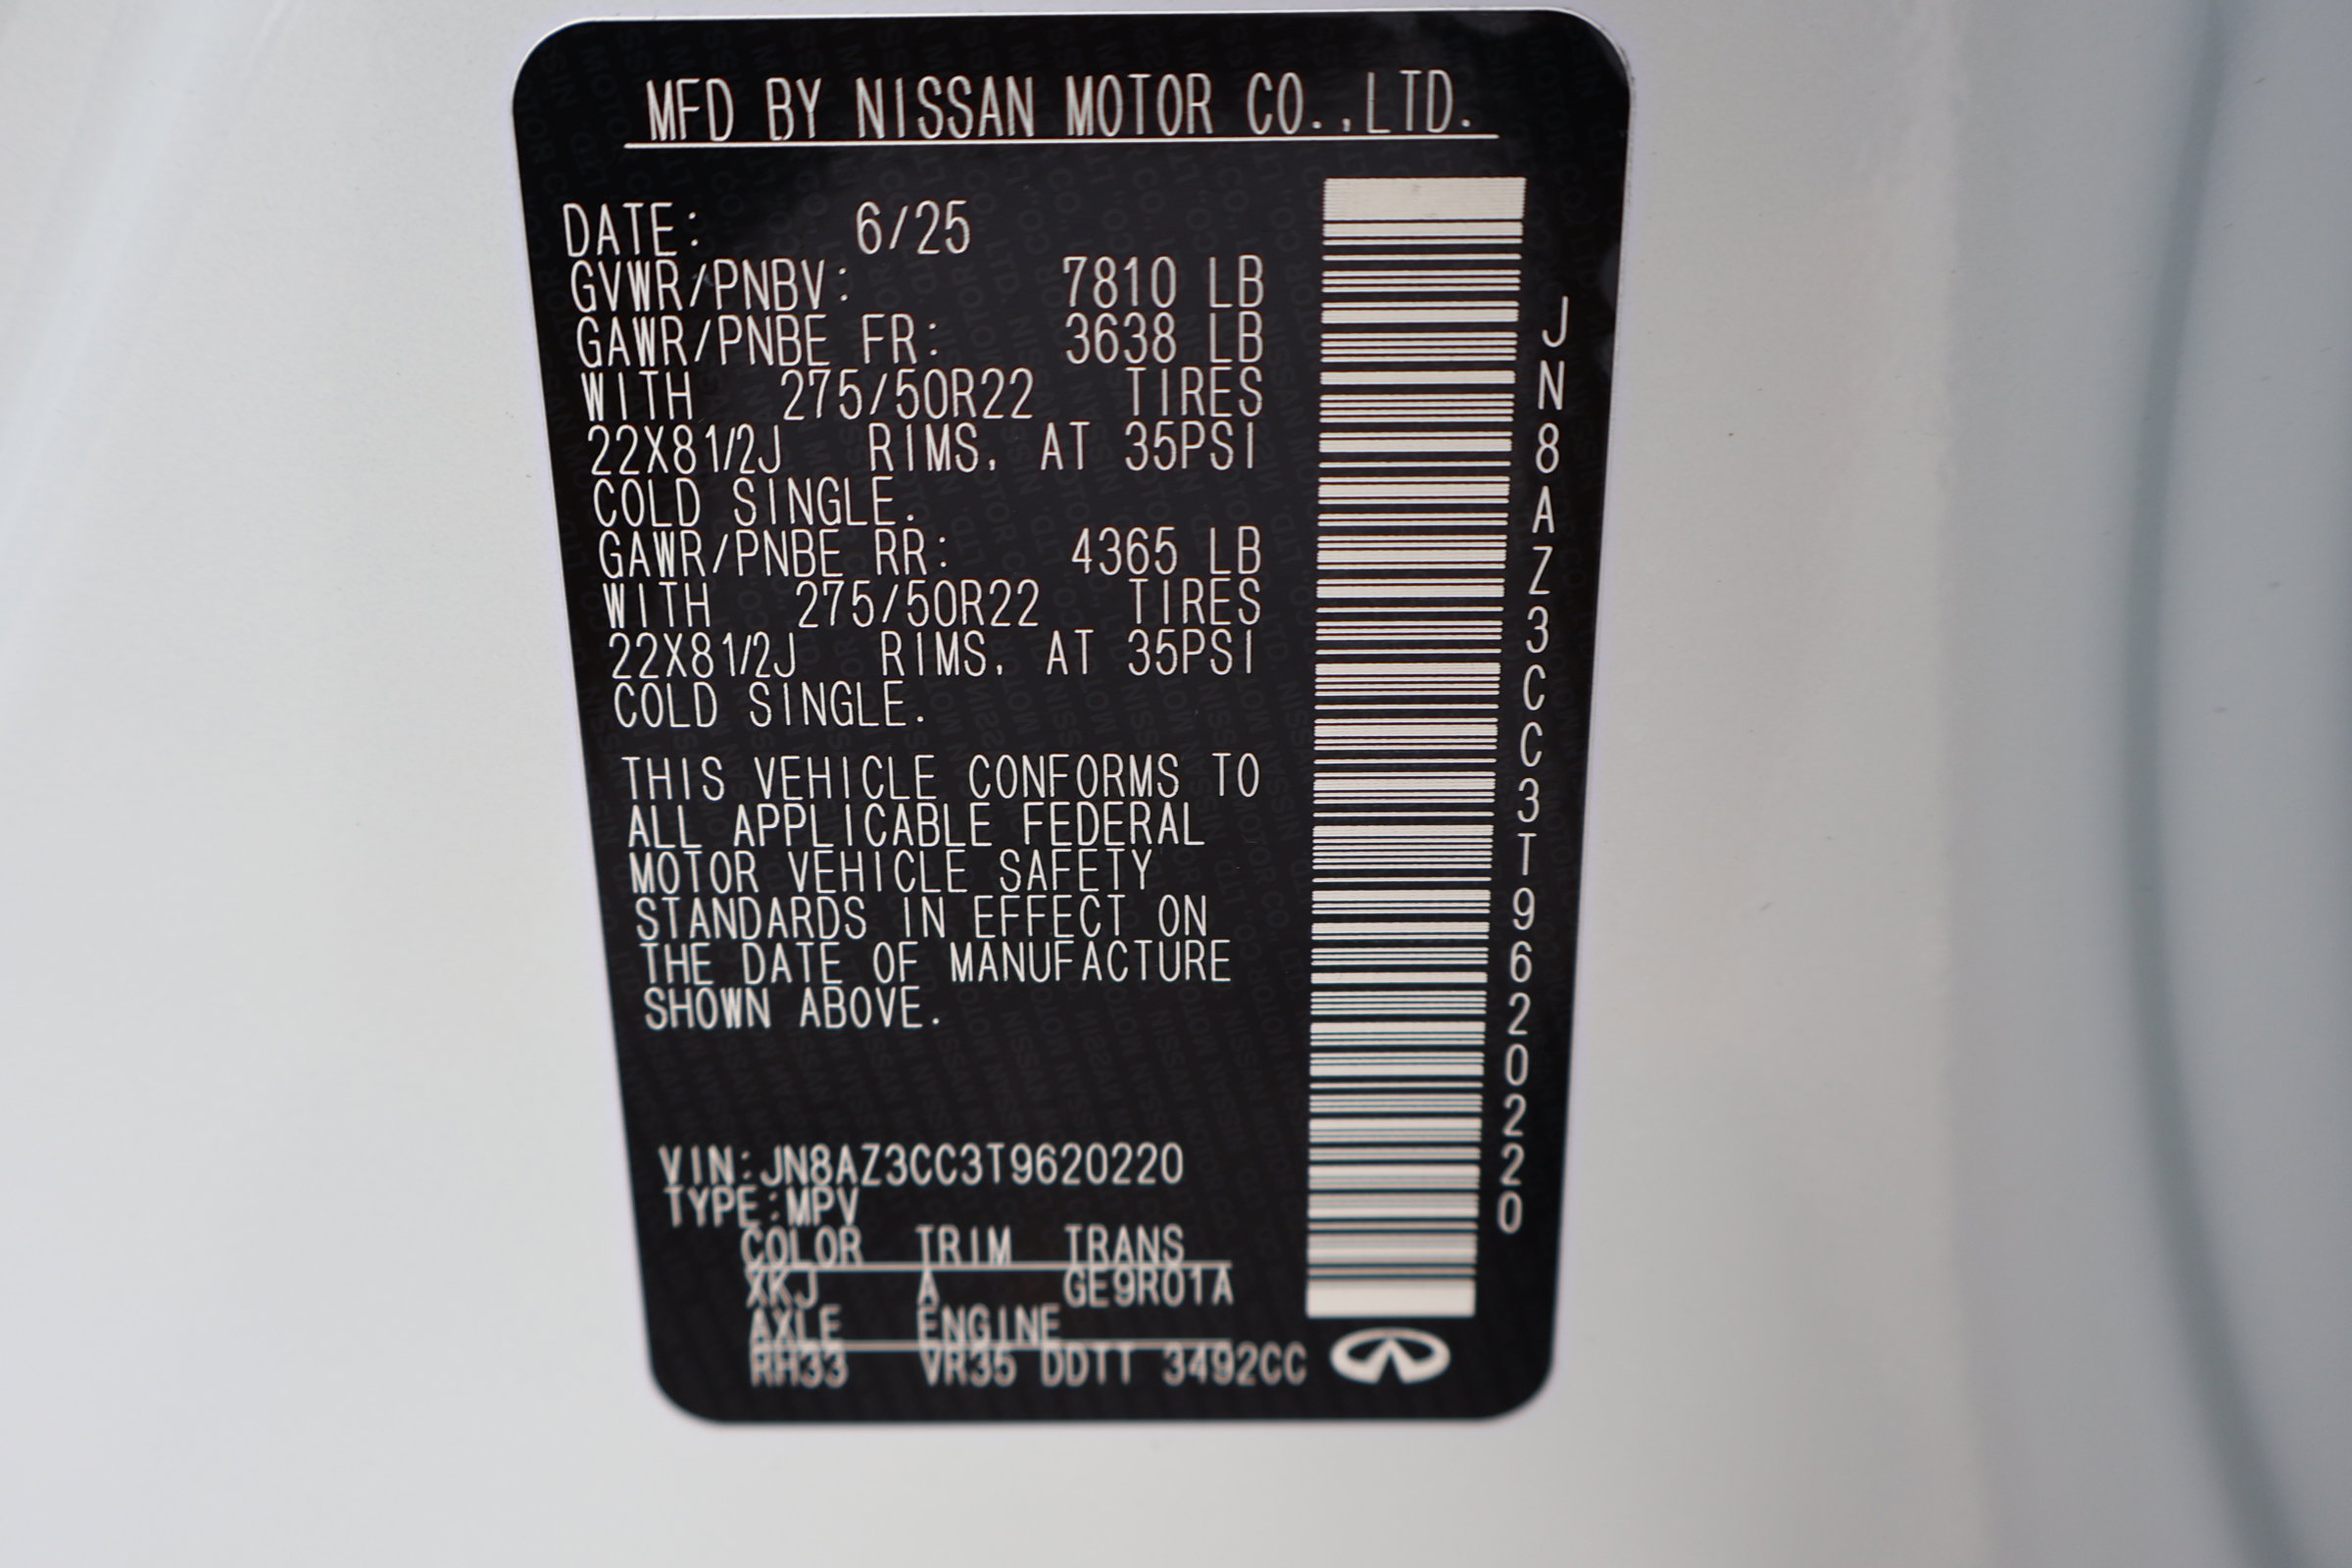 MFD BY NISSAN MOTOR CO.,LTD.
DATE: 6/25
GVWR/PNBV: 7810 LB
GAWR/PNBE FR: 3638 LB
WITH 275/50R22 TIRES
22X81/2J RIMS, AT 35PSI
COLD SINGLE.
GAWR/PNBE RR: 4365 LB
WITH 275/50R22 TIRES
22X81/2J RIMS, AT 35PSI
COLD SINGLE.
THIS VEHICLE CONFORMS TO
ALL APPLICABLE FEDERAL
MOTOR VEHICLE SAFETY
STANDARDS IN EFFECT ON
THE DATE OF MANUFACTURE
SHOWN ABOVE.
VIN:JN8AZ3CC3T9620220
TYPE:MPV
COLOR TRIM TRANS
XKJ A GE9R01A
AXLE ENGINE
RH33 VR35 DDTT 3492CC
JN8AZ3CC3T9620220